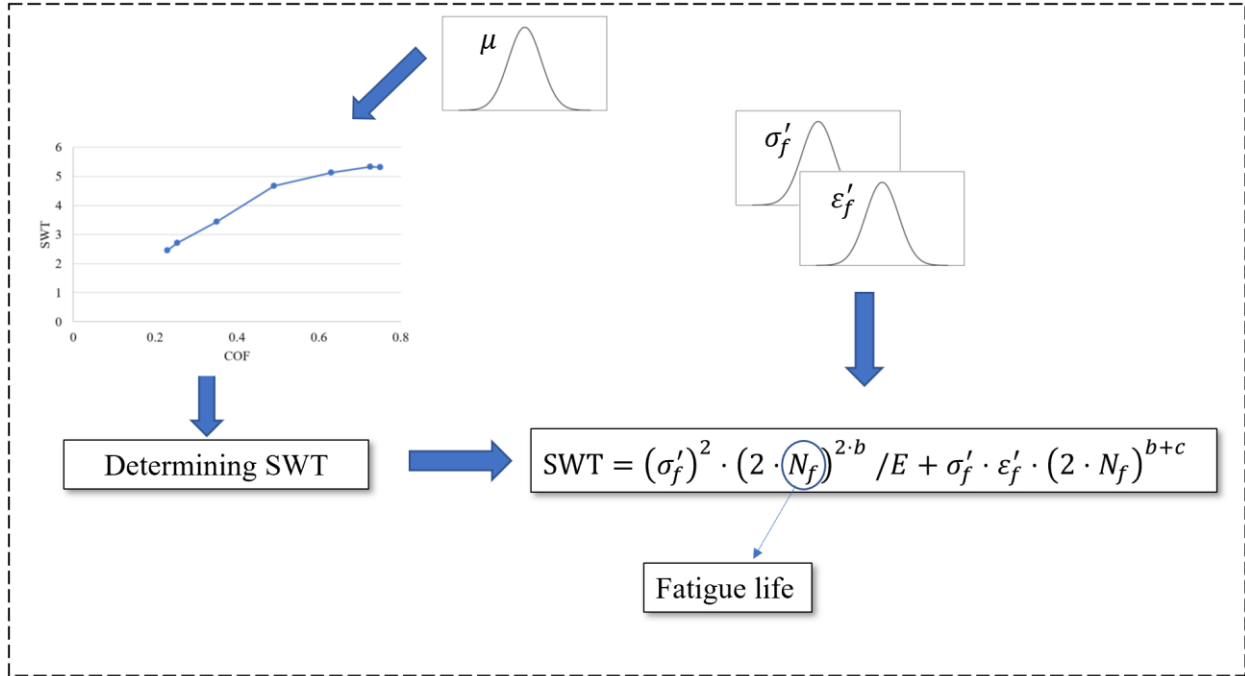 μ
σ′f
ε′f
6
5
4
3
2
1
0
SWT
0 0.2 0.4 0.6 0.8
COF
Determining SWT
SWT = (σ′f)² · (2 · Nf)^(2·b) /E + σ′f · ε′f · (2 · Nf)^(b+c)
Fatigue life